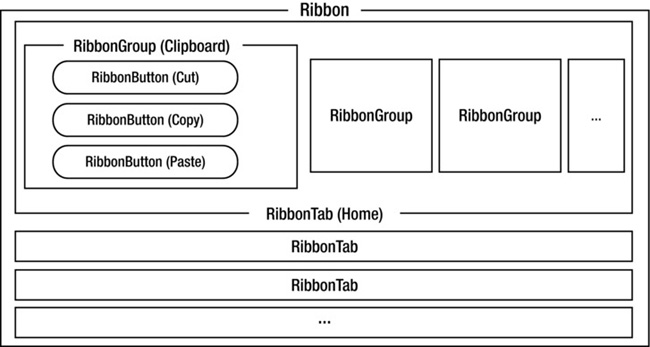 Ribbon
RibbonGroup (Clipboard)
RibbonButton (Cut)
RibbonButton (Copy)
RibbonButton (Paste)
RibbonGroup
RibbonGroup
...
RibbonTab (Home)
RibbonTab
RibbonTab
...